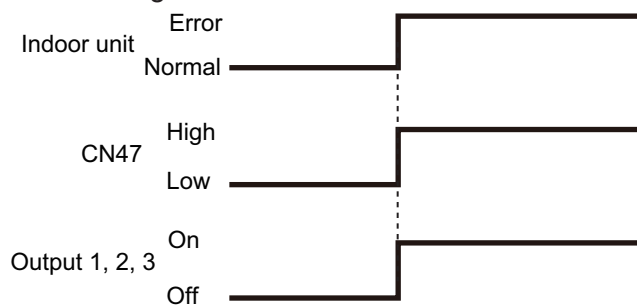 Error
Indoor unit
Normal
High
CN47
Low
On
Output 1, 2, 3
Off